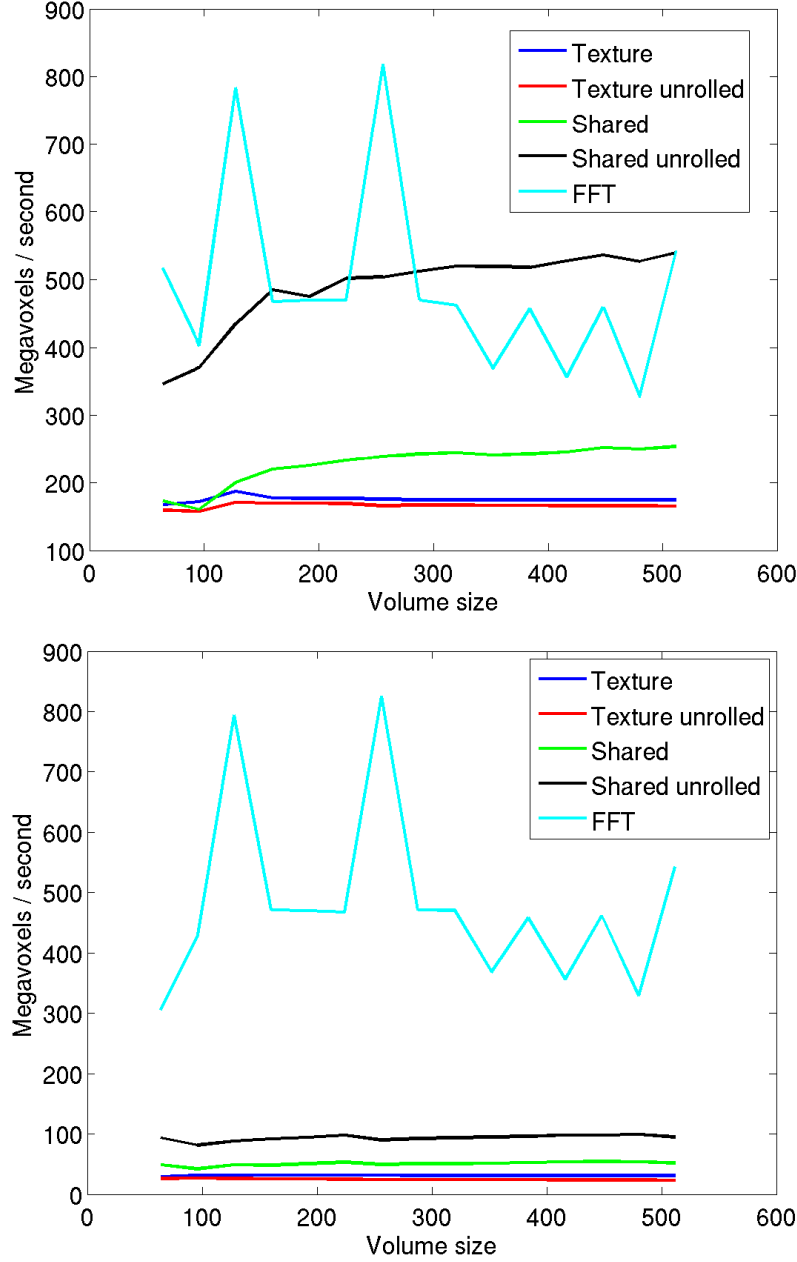 900
800
700
600
500
400
300
200
100
Megavoxels / second
Texture
Texture unrolled
Shared
Shared unrolled
FFT
0 100 200 300 400 500 600
Volume size
900
800
700
600
500
400
300
200
100
0
Megavoxels / second
Texture
Texture unrolled
Shared
Shared unrolled
FFT
0 100 200 300 400 500 600
Volume size